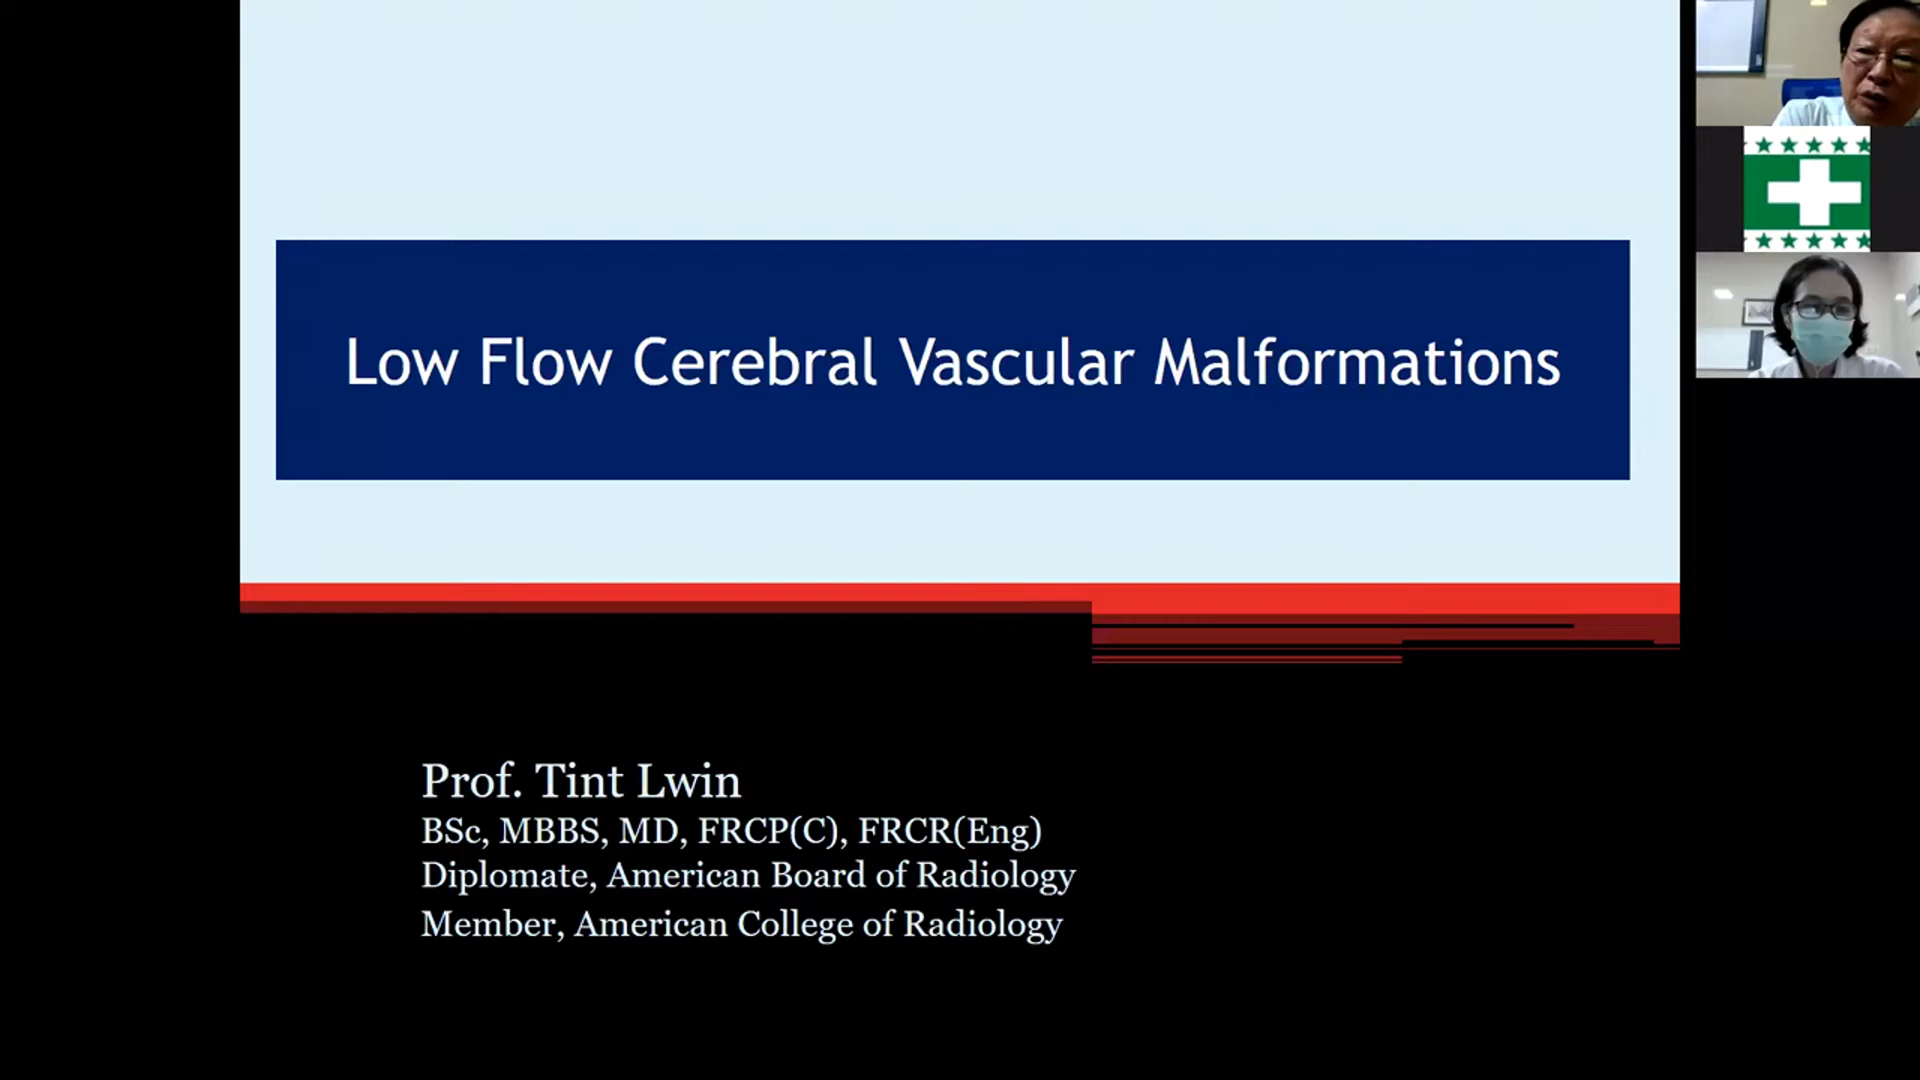 Low Flow Cerebral Vascular Malformations
Prof. Tint Lwin
BSc, MBBS, MD, FRCP(C), FRCR(Eng)
Diplomate, American Board of Radiology
Member, American College of Radiology